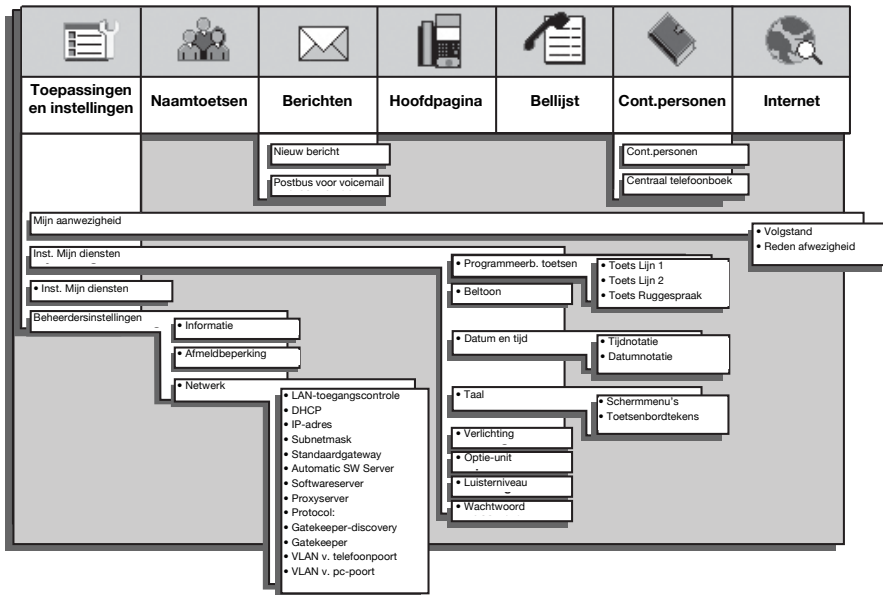 Toepassingen
en instellingen
Naamtoetsen
Berichten
Hoofdpagina
Bellijst
Cont.personen
Internet
Nieuw bericht
Postbus voor voicemail
Cont.personen
Centraal telefoonboek
Mijn aanwezigheid
• Volgstand
• Reden afwezigheid
Inst. Mijn diensten
• Programmeerb. toetsen
• Toets Lijn 1
• Toets Lijn 2
• Toets Ruggespraak
• Beltoon
• Inst. Mijn diensten
Beheerdersinstellingen
• Informatie
• Afmeldbeperking
• Netwerk
• Datum en tijd
• Tijdnotatie
• Datumnotatie
• Taal
• Schermmenu's
• Toetsenbordtekens
• Verlichting
• Optie-unit
• Luisterniveau
• Wachtwoord
• LAN-toegangscontrole
• DHCP
• IP-adres
• Subnetmask
• Standaardgateway
• Automatic SW Server
• Softwareserver
• Proxyserver
• Protocol:
• Gatekeeper-discovery
• Gatekeeper
• VLAN v. telefoonpoort
• VLAN v. pc-poort